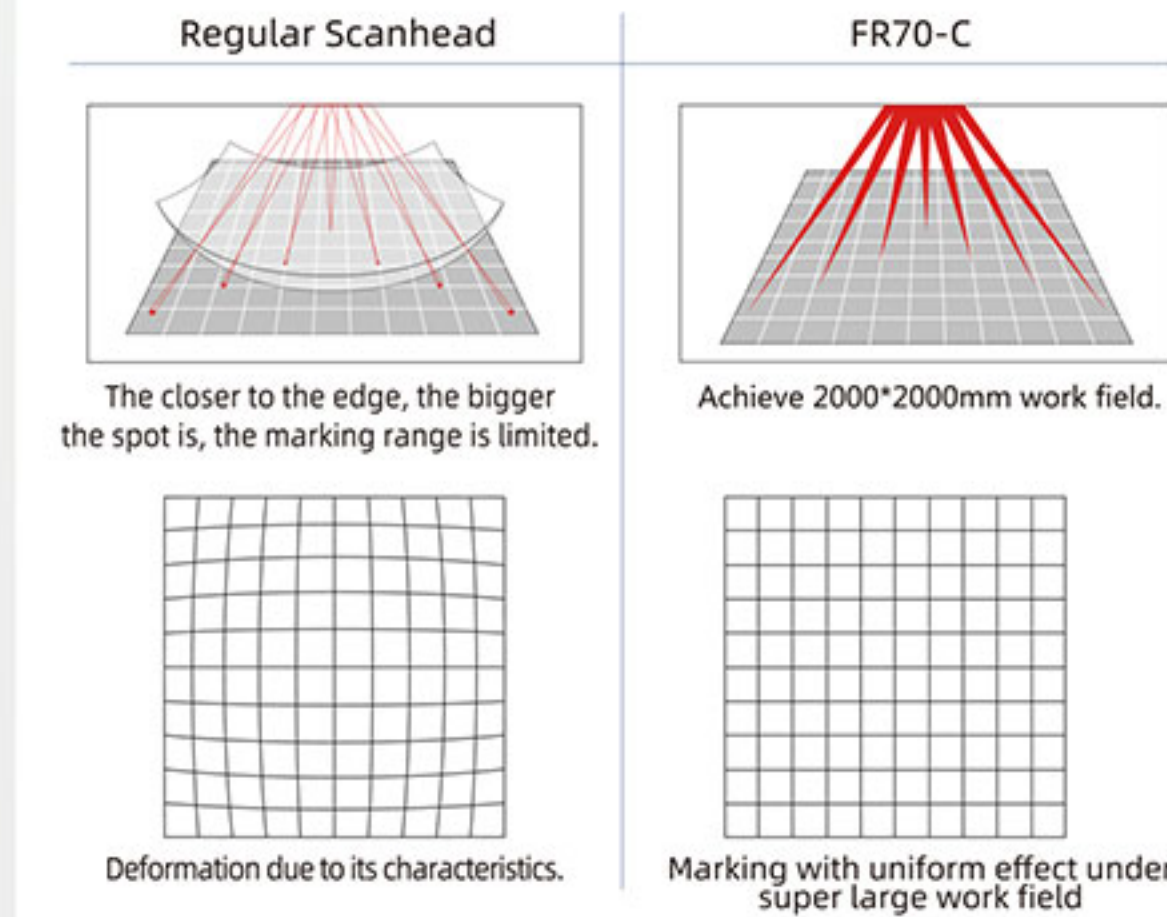 Regular Scanhead
FR70-C
The closer to the edge, the bigger
the spot is, the marking range is limited.
Achieve 2000*2000mm work field.
Deformation due to its characteristics.
Marking with uniform effect under
super large work field